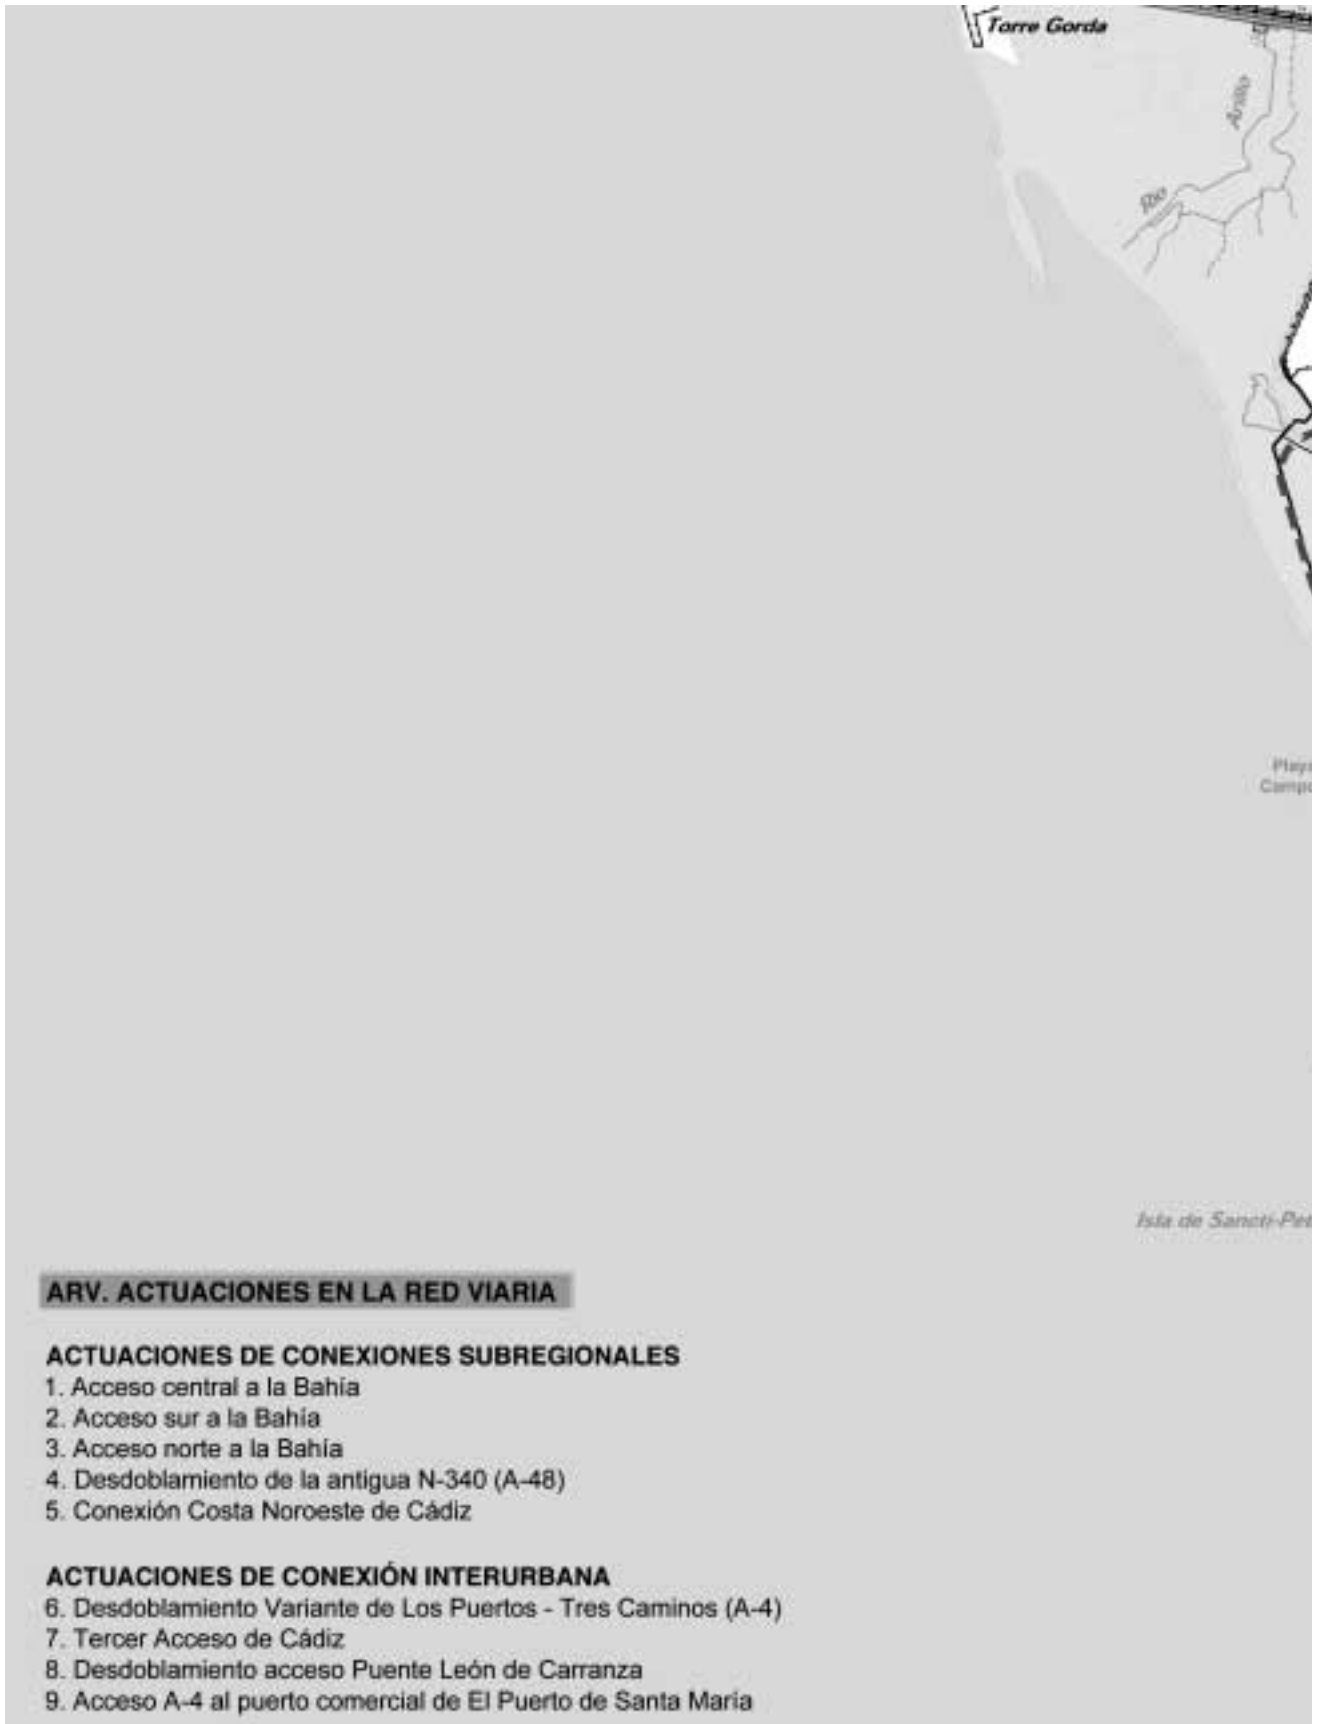 Torre Gorda
Arillo
Rio
Isla de Sancti-
ARV. ACTUACIONES EN LA RED VIARIA
ACTUACIONES DE CONEXIONES SUBREGIONALES
1. Acceso central a la Bahía
2. Acceso sur a la Bahía
3. Acceso norte a la Bahía
4. Desdoblamiento de la antigua N-340 (A-48)
5. Conexión Costa Noroeste de Cádiz
ACTUACIONES DE CONEXIÓN INTERURBANA
6. Desdoblamiento Variante de Los Puertos - Tres Caminos (A-4)
7. Tercer Acceso de Cádiz
8. Desdoblamiento acceso Puente León de Carranza
9. Acceso A-4 al puerto comercial de El Puerto de Santa María